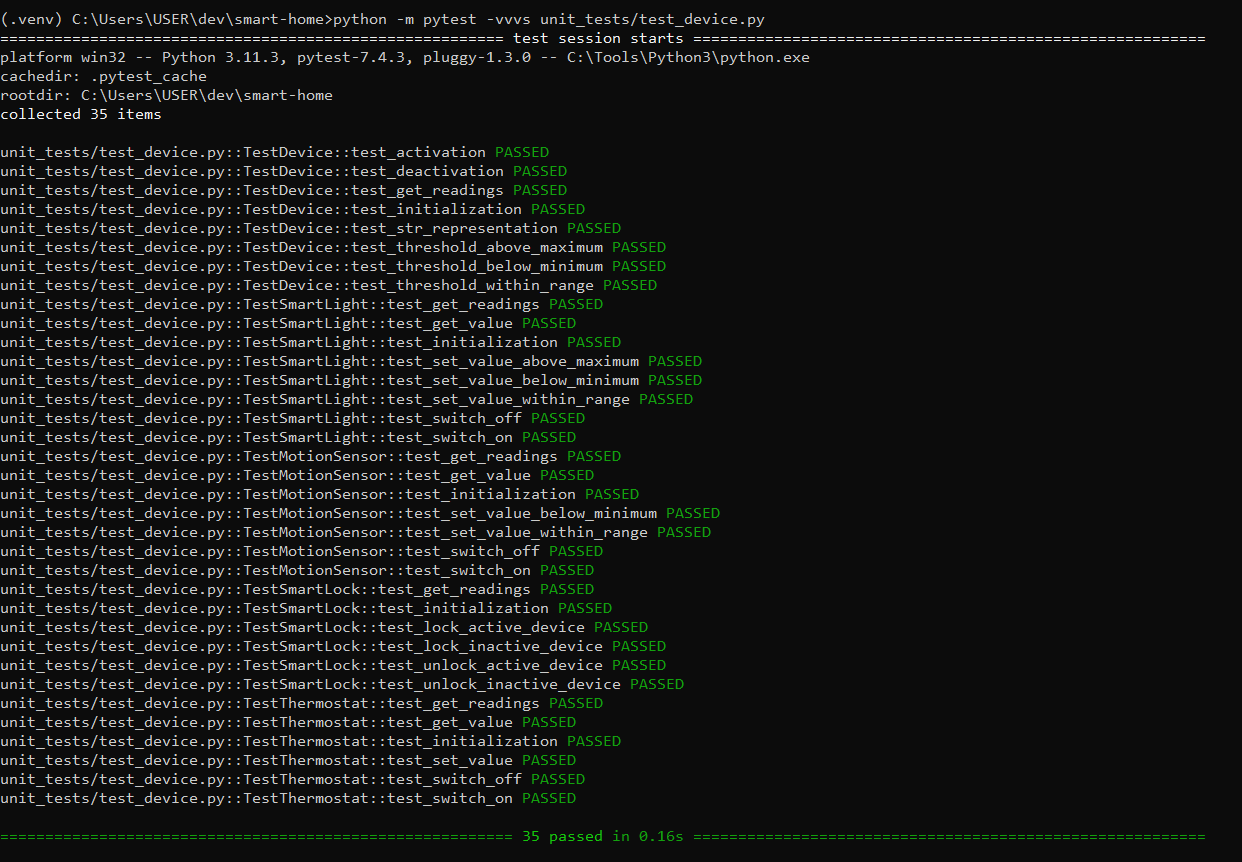 (.venv) C:\Users\USER\dev\smart-home>python -m pytest -vvvs unit_tests/test_device.py
======================================================== test session starts =========================================================
platform win32 -- Python 3.11.3, pytest-7.4.3, pluggy-1.3.0 -- C:\Tools\Python3\python.exe
cachedir: .pytest_cache
rootdir: C:\Users\USER\dev\smart-home
collected 35 items
unit_tests/test_device.py::TestDevice::test_activation PASSED
unit_tests/test_device.py::TestDevice::test_deactivation PASSED
unit_tests/test_device.py::TestDevice::test_get_readings PASSED
unit_tests/test_device.py::TestDevice::test_initialization PASSED
unit_tests/test_device.py::TestDevice::test_str_representation PASSED
unit_tests/test_device.py::TestDevice::test_threshold_above_maximum PASSED
unit_tests/test_device.py::TestDevice::test_threshold_below_minimum PASSED
unit_tests/test_device.py::TestDevice::test_threshold_within_range PASSED
unit_tests/test_device.py::TestSmartLight::test_get_readings PASSED
unit_tests/test_device.py::TestSmartLight::test_get_value PASSED
unit_tests/test_device.py::TestSmartLight::test_initialization PASSED
unit_tests/test_device.py::TestSmartLight::test_set_value_above_maximum PASSED
unit_tests/test_device.py::TestSmartLight::test_set_value_below_minimum PASSED
unit_tests/test_device.py::TestSmartLight::test_set_value_within_range PASSED
unit_tests/test_device.py::TestSmartLight::test_switch_off PASSED
unit_tests/test_device.py::TestSmartLight::test_switch_on PASSED
unit_tests/test_device.py::TestMotionSensor::test_get_readings PASSED
unit_tests/test_device.py::TestMotionSensor::test_get_value PASSED
unit_tests/test_device.py::TestMotionSensor::test_initialization PASSED
unit_tests/test_device.py::TestMotionSensor::test_set_value_below_minimum PASSED
unit_tests/test_device.py::TestMotionSensor::test_set_value_within_range PASSED
unit_tests/test_device.py::TestMotionSensor::test_switch_off PASSED
unit_tests/test_device.py::TestMotionSensor::test_switch_on PASSED
unit_tests/test_device.py::TestSmartLock::test_get_readings PASSED
unit_tests/test_device.py::TestSmartLock::test_initialization PASSED
unit_tests/test_device.py::TestSmartLock::test_lock_active_device PASSED
unit_tests/test_device.py::TestSmartLock::test_lock_inactive_device PASSED
unit_tests/test_device.py::TestSmartLock::test_unlock_active_device PASSED
unit_tests/test_device.py::TestSmartLock::test_unlock_inactive_device PASSED
unit_tests/test_device.py::TestThermostat::test_get_readings PASSED
unit_tests/test_device.py::TestThermostat::test_get_value PASSED
unit_tests/test_device.py::TestThermostat::test_initialization PASSED
unit_tests/test_device.py::TestThermostat::test_set_value PASSED
unit_tests/test_device.py::TestThermostat::test_switch_off PASSED
unit_tests/test_device.py::TestThermostat::test_switch_on PASSED
========================================================= 35 passed in 0.16s =========================================================